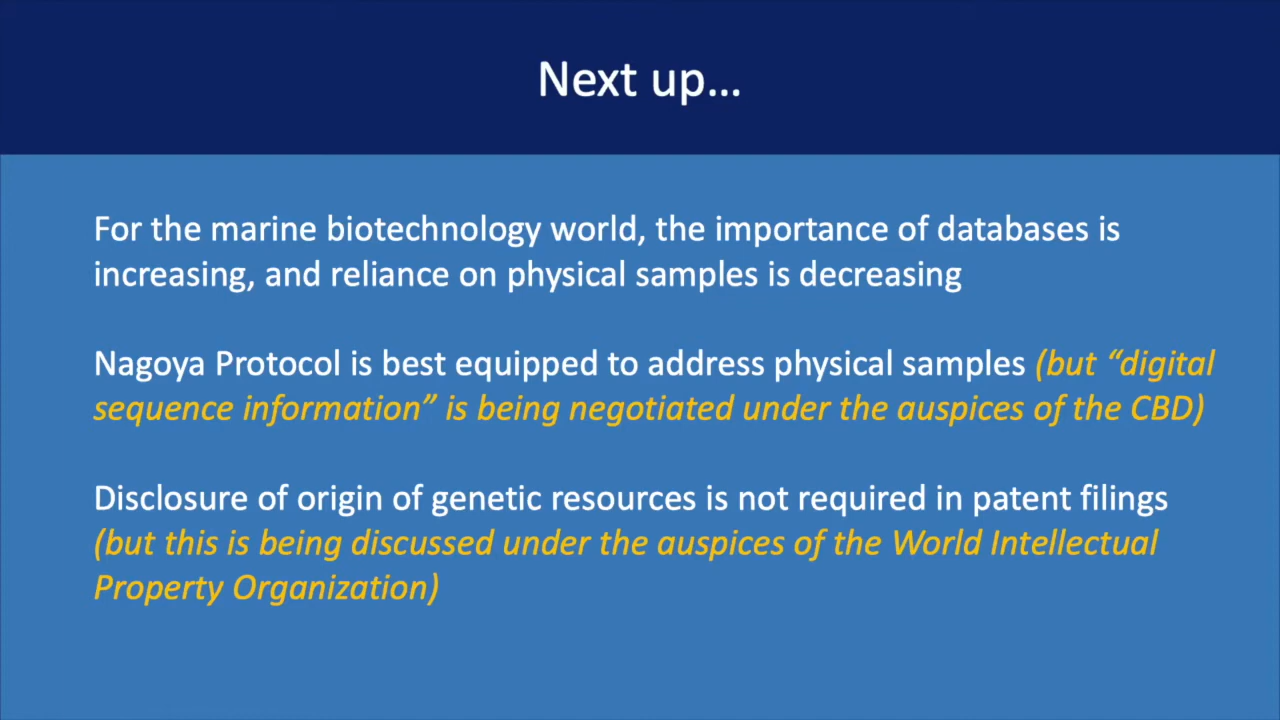 Next up...
For the marine biotechnology world, the importance of databases is
increasing, and reliance on physical samples is decreasing
Nagoya Protocol is best equipped to address physical samples (but “digital
sequence information” is being negotiated under the auspices of the CBD)
Disclosure of origin of genetic resources is not required in patent filings
(but this is being discussed under the auspices of the World Intellectual
Property Organization)